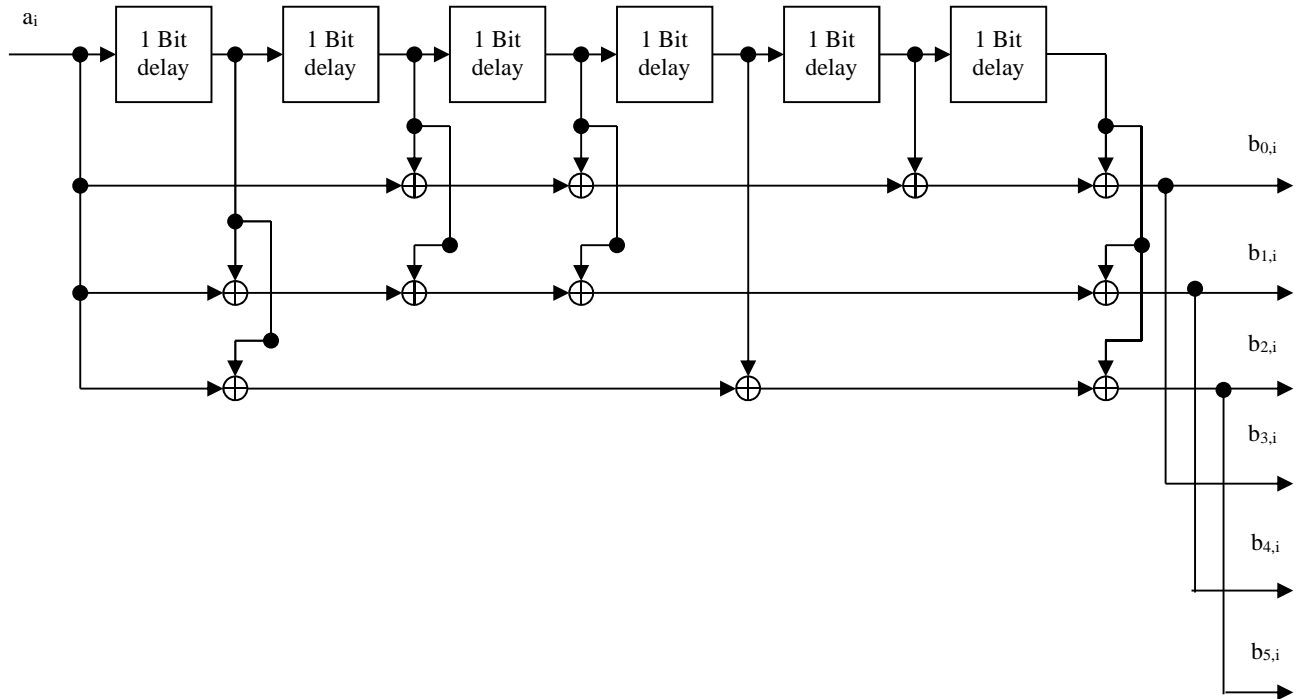 aᵢ
1 Bit
delay
1 Bit
delay
1 Bit
delay
1 Bit
delay
1 Bit
delay
1 Bit
delay
b₀,ᵢ
b₁,ᵢ
b₂,ᵢ
b₃,ᵢ
b₄,ᵢ
b₅,ᵢ